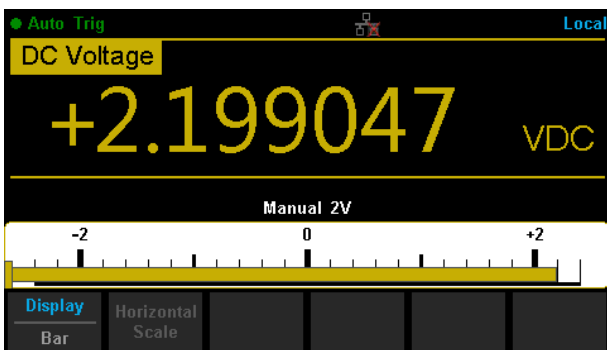 Auto Trig Local
DC Voltage
+2.199047 VDC
Manual 2V
-2 0 +2
Display Horizontal
Bar Scale